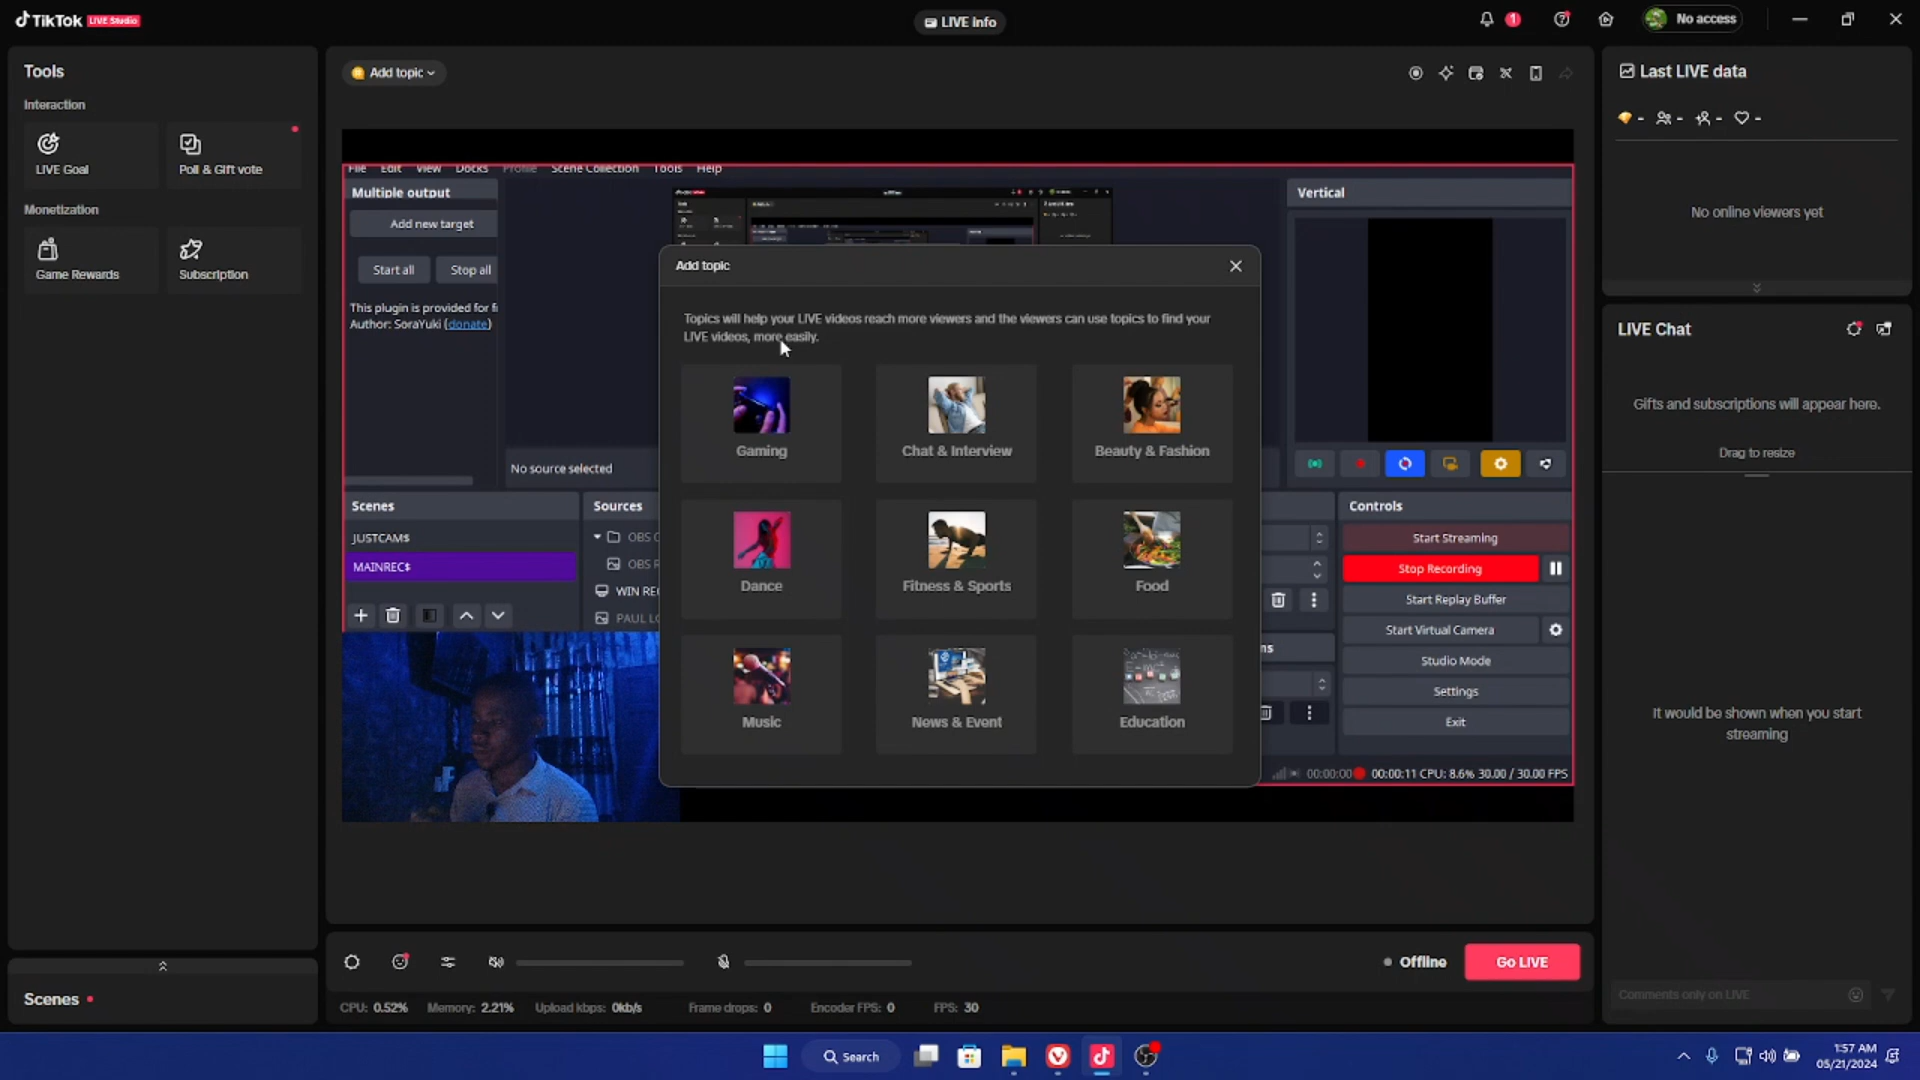 TikTok LIVE Studio
LIVE info
1
No access
Tools
Interaction
LIVE Goal
Poll & Gift vote
Monetization
Game Rewards
Subscription
Scenes
Add topic
File Edit View Docks Profile Scene Collection Tools Help
Multiple output
Add new target
Start all
Stop all
This plugin is provided for f
Author: SoraYuki (donate)
No source selected
Scenes
JUSTCAM$
MAINREC$
Sources
OBS
OBS
WIN RE
PAUL
Add topic
Topics will help your LIVE videos reach more viewers and the viewers can use topics to find your
LIVE videos, more easily.
Gaming
Chat & Interview
Beauty & Fashion
Dance
Fitness & Sports
Food
Music
News & Event
Education
Vertical
ns
Controls
Start Streaming
Stop Recording
Start Replay Buffer
Start Virtual Camera
Studio Mode
Settings
Exit
00:00:00 00:00:11 CPU: 8.6% 30.00 / 30.00 FPS
Offline
Go LIVE
CPU: 0.52% Memory: 2.21% Upload kbps: 0kb/s Frame drops: 0 Encoder FPS: 0 FPS: 30
Last LIVE data
- - - -
No online viewers yet
LIVE Chat
Gifts and subscriptions will appear here.
Drag to resize
It would be shown when you start
streaming
Comments only on LIVE
Search
1:57 AM
05/21/2024